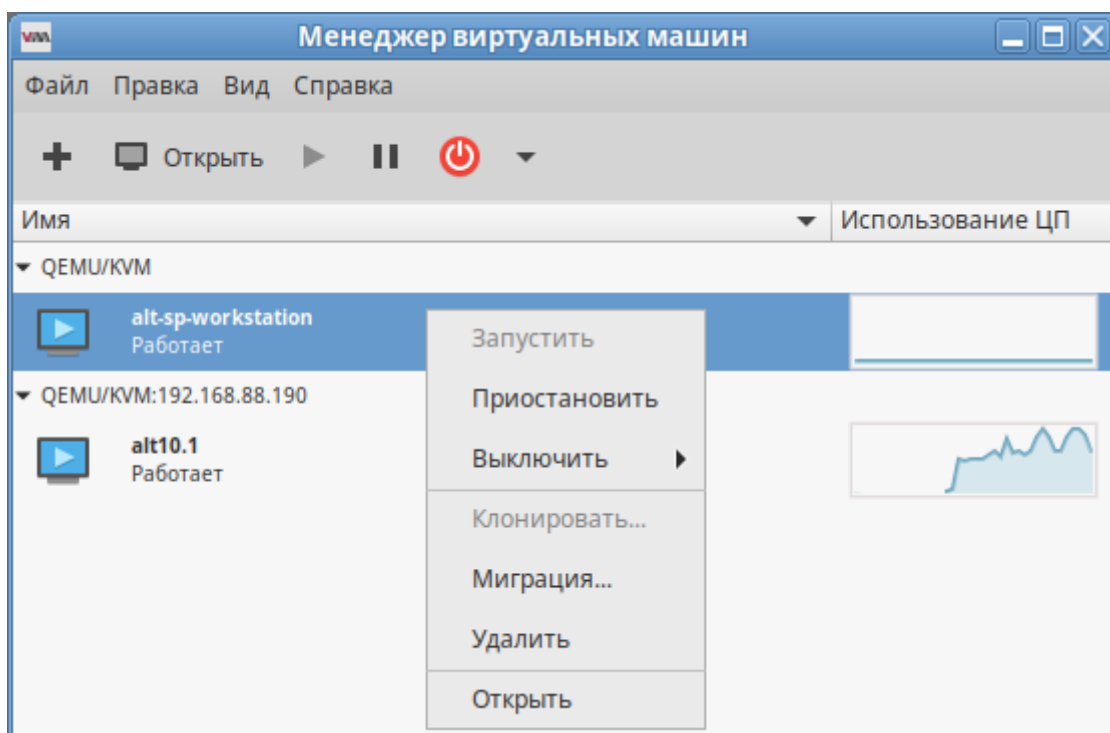 Менеджер виртуальных машин
Файл Правка Вид Справка
Открыть
Имя Использование ЦП
QEMU/KVM
alt-sp-workstation
Работает
QEMU/KVM:192.168.88.190
alt10.1
Работает
Запустить
Приостановить
Выключить
Клонировать...
Миграция...
Удалить
Открыть